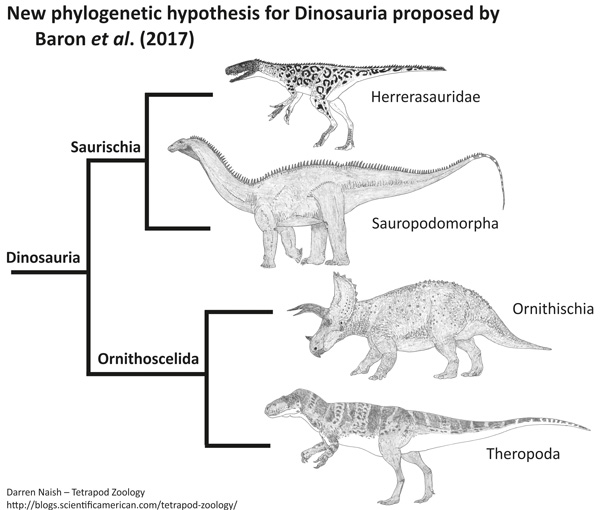 New phylogenetic hypothesis for Dinosauria proposed by
Baron et al. (2017)
Herrerasauridae
Saurischia
Sauropodomorpha
Dinosauria
Ornithischia
Ornithoscelida
Theropoda
Darren Naish – Tetrapod Zoology
http://blogs.scientificamerican.com/tetrapod-zoology/